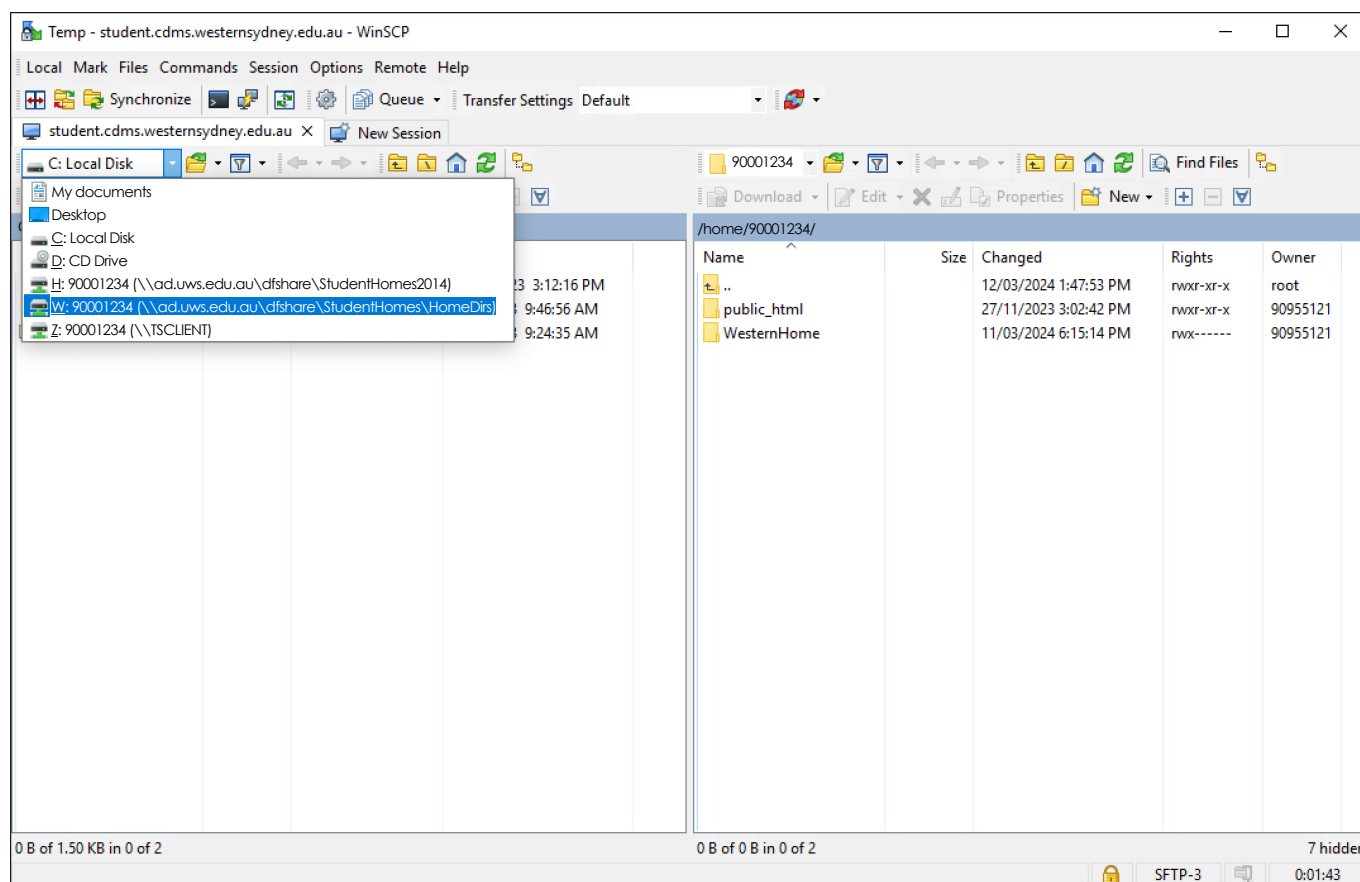 Temp - student.cdms.westernsydney.edu.au - WinSCP
Local Mark Files Commands Session Options Remote Help
Synchronize Queue Transfer Settings Default
student.cdms.westernsydney.edu.au New Session
C: Local Disk
My documents
Desktop
C: Local Disk
D: CD Drive
H: 90001234 (\\ad.uws.edu.au\dfshare\StudentHomes2014)
W: 90001234 (\\ad.uws.edu.au\dfshare\StudentHomes\HomeDirs)
Z: 90001234 (\\TSCLIENT)
3:12:16 PM
9:46:56 AM
9:24:35 AM
0 B of 1.50 KB in 0 of 2
90001234 Find Files
Download Edit Properties New
/home/90001234/
Name Size Changed Rights Owner
.. 12/03/2024 1:47:53 PM rwxr-xr-x root
public_html 27/11/2023 3:02:42 PM rwxr-xr-x 90955121
WesternHome 11/03/2024 6:15:14 PM rwx------ 90955121
0 B of 0 B in 0 of 2 7 hidden
SFTP-3 0:01:43